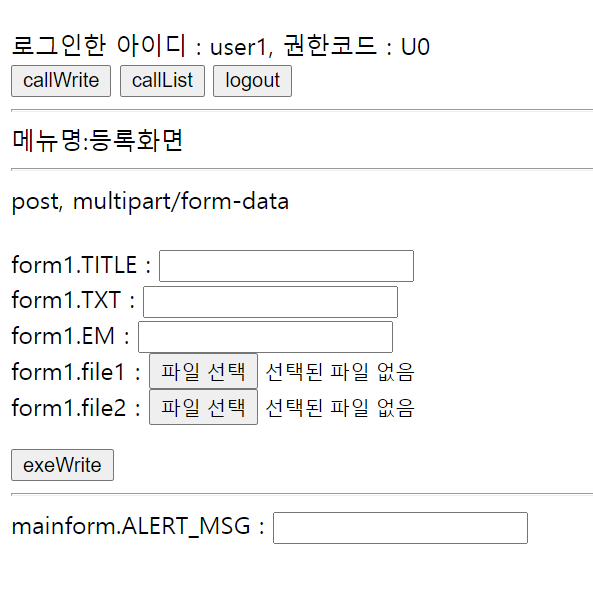 로그인한 아이디 : user1, 권한코드 : U0
callWrite callList logout
메뉴명:등록화면
post, multipart/form-data
form1.TITLE :
form1.TXT :
form1.EM :
form1.file1 : 파일 선택 선택된 파일 없음
form1.file2 : 파일 선택 선택된 파일 없음
exeWrite
mainform.ALERT_MSG :